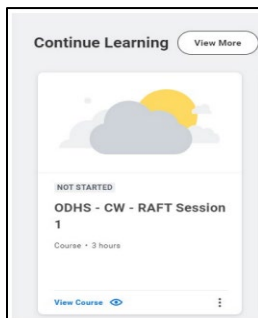 Continue Learning
View More
NOT STARTED
ODHS - CW - RAFT Session
1
Course • 3 hours
View Course